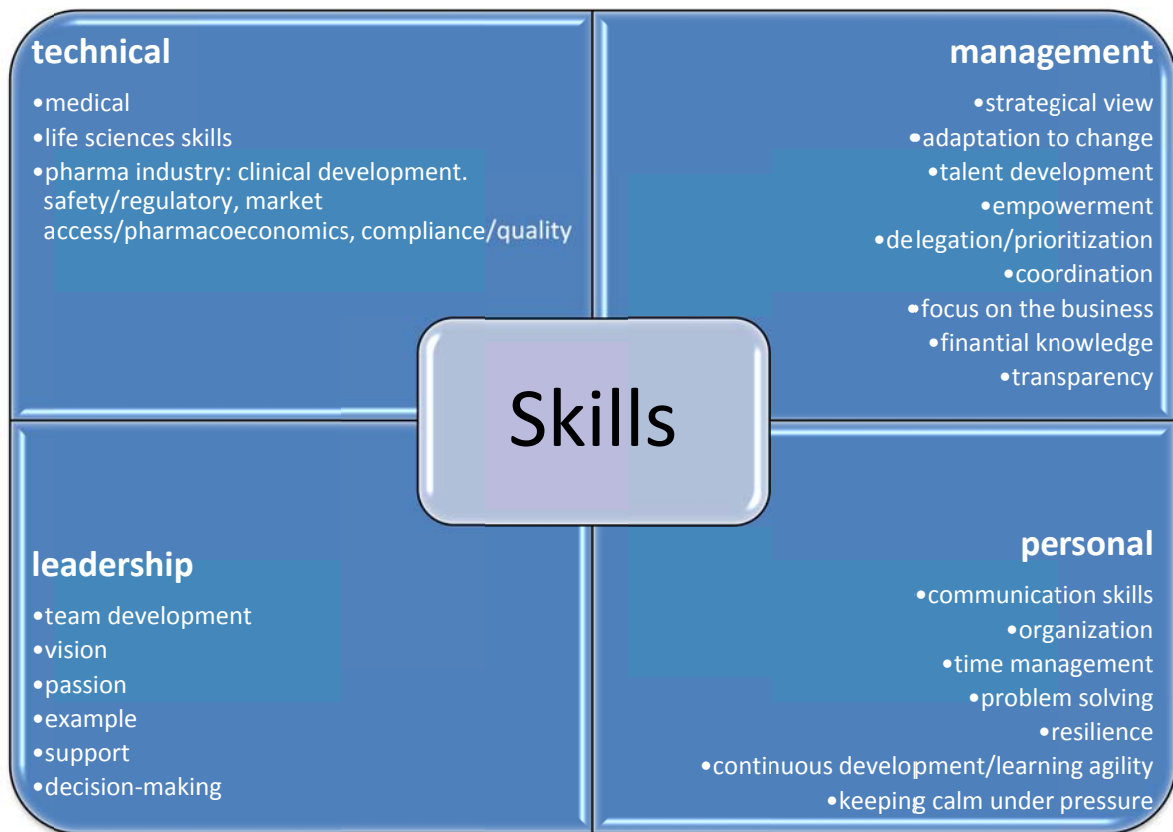 technical
•medical
•life sciences skills
•pharma industry: clinical development.
safety/regulatory, market
access/pharmacoeconomics, compliance/quality
management
•strategical view
•adaptation to change
•talent development
•empowerment
•delegation/prioritization
•coordination
•focus on the business
•finantial knowledge
•transparency
Skills
leadership
•team development
•vision
•passion
•example
•support
•decision-making
personal
•communication skills
•organization
•time management
•problem solving
•resilience
•continuous development/learning agility
•keeping calm under pressure